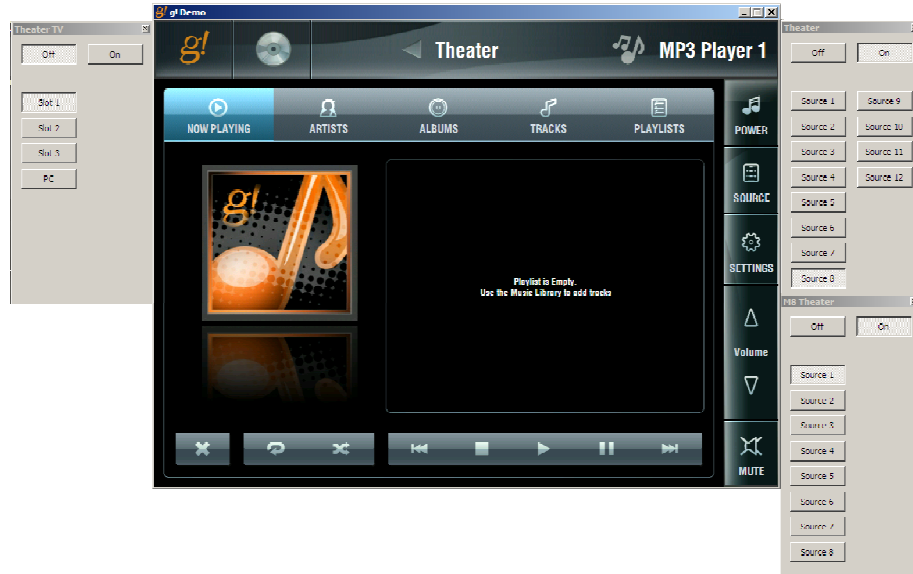 Theater TV
Off On
Slot 1
Slot 2
Slot 3
PC
g! g! Demo
g! Theater MP3 Player 1
NOW PLAYING ARTISTS ALBUMS TRACKS PLAYLISTS
g!
Playlist is Empty.
Use the Music Library to add tracks
POWER
SOURCE
SETTINGS
Volume
MUTE
Theater
Off On
Source 1 Source 9
Source 2 Source 10
Source 3 Source 11
Source 4 Source 12
Source 5
Source 6
Source 7
Source 8
M8 Theater
Off On
Source 1
Source 2
Source 3
Source 4
Source 5
Source 6
Source 7
Source 8